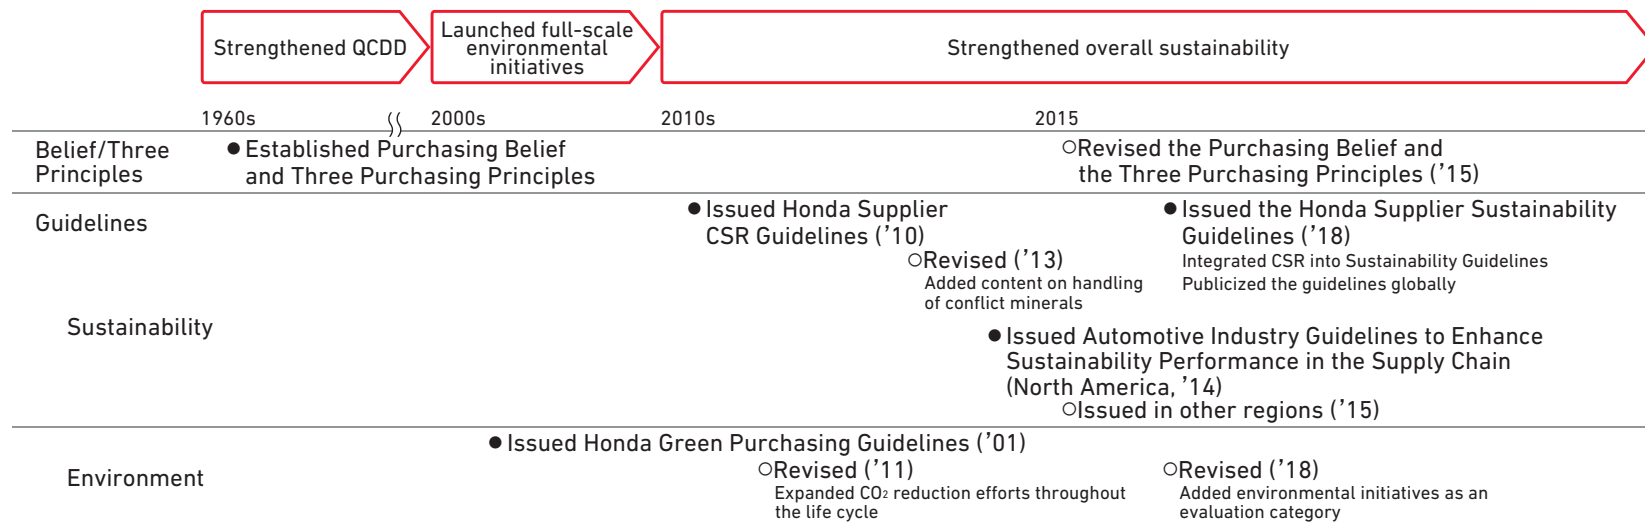 Strengthened QCDD
Launched full-scale
environmental
initiatives
Strengthened overall sustainability
1960s
2000s
2010s
2015
Belief/Three
Principles
● Established Purchasing Belief
and Three Purchasing Principles
○Revised the Purchasing Belief and
the Three Purchasing Principles (’15)
Guidelines
● Issued Honda Supplier
CSR Guidelines (’10)
○Revised (’13)
Added content on handling
of conflict minerals
● Issued the Honda Supplier Sustainability
Guidelines (’18)
Integrated CSR into Sustainability Guidelines
Publicized the guidelines globally
Sustainability
● Issued Automotive Industry Guidelines to Enhance
Sustainability Performance in the Supply Chain
(North America, ’14)
○Issued in other regions (’15)
Environment
● Issued Honda Green Purchasing Guidelines (’01)
○Revised (’11)
Expanded CO₂ reduction efforts throughout
the life cycle
○Revised (’18)
Added environmental initiatives as an
evaluation category